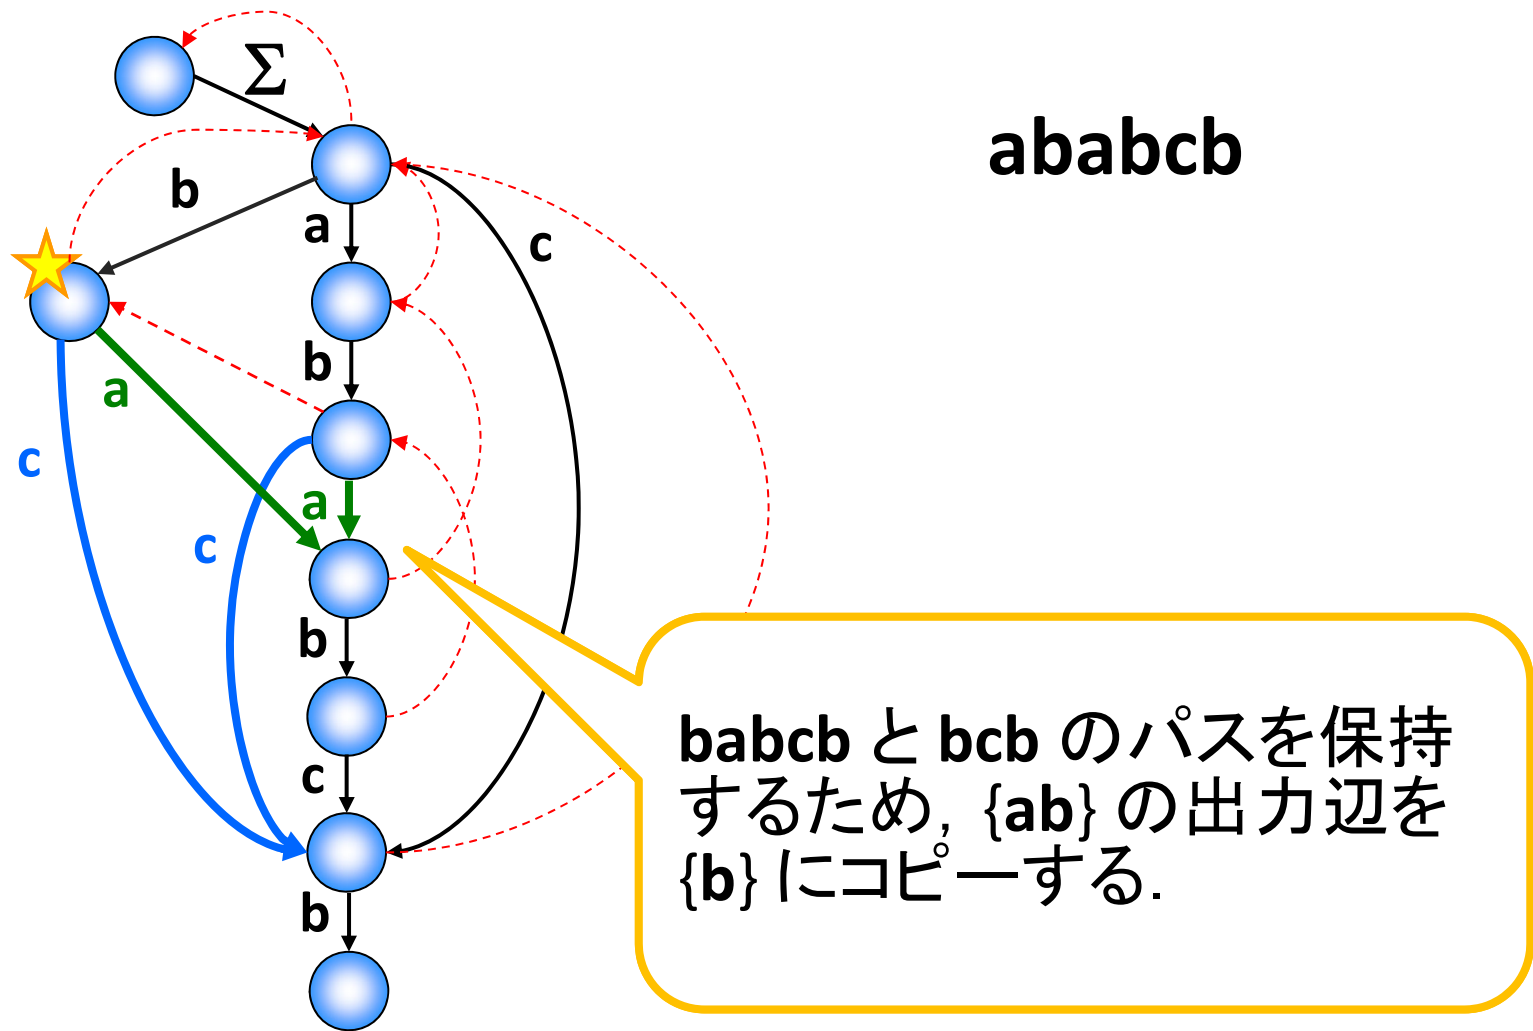 Σ
ababcb
b
a
c
b
a
c
a
c
b
c
b
babcb と bcb のパスを保持
するため, {ab} の出力辺を
{b} にコピーする.